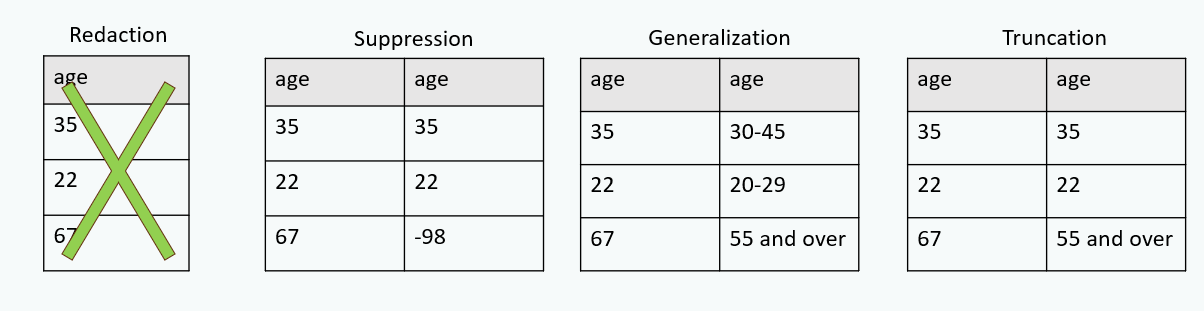 Redaction
age
35
22
67
Suppression
age age
35 35
22 22
67 -98
Generalization
age age
35 30-45
22 20-29
67 55 and over
Truncation
age age
35 35
22 22
67 55 and over